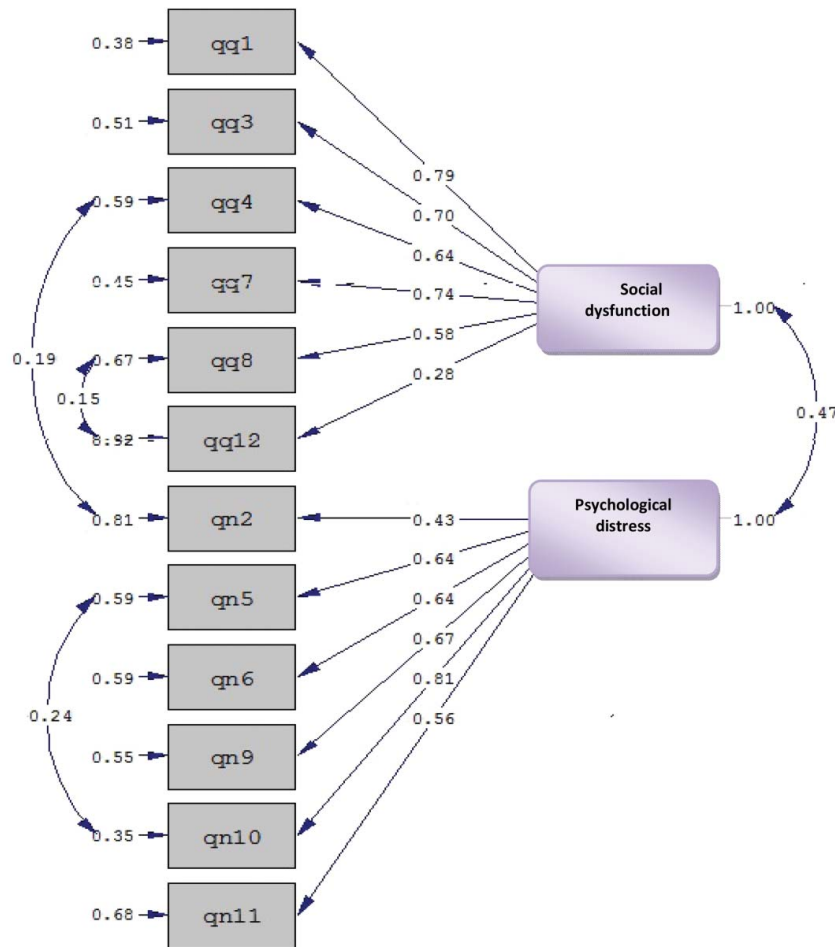 0.38 qq1
0.51 qq3
0.79
0.59 qq4
0.70
0.64
0.45 qq7
0.74
Social
dysfunction
1.00
0.58
0.19
0.67 qq8
0.28
0.15
qq12
0.47
Psychological
distress
1.00
0.81 qn2 0.43
0.64
0.59 qn5 0.64
0.67
0.59 qn6 0.81
0.24
0.56
0.55 qn9
0.35 qn10
0.68 qn11